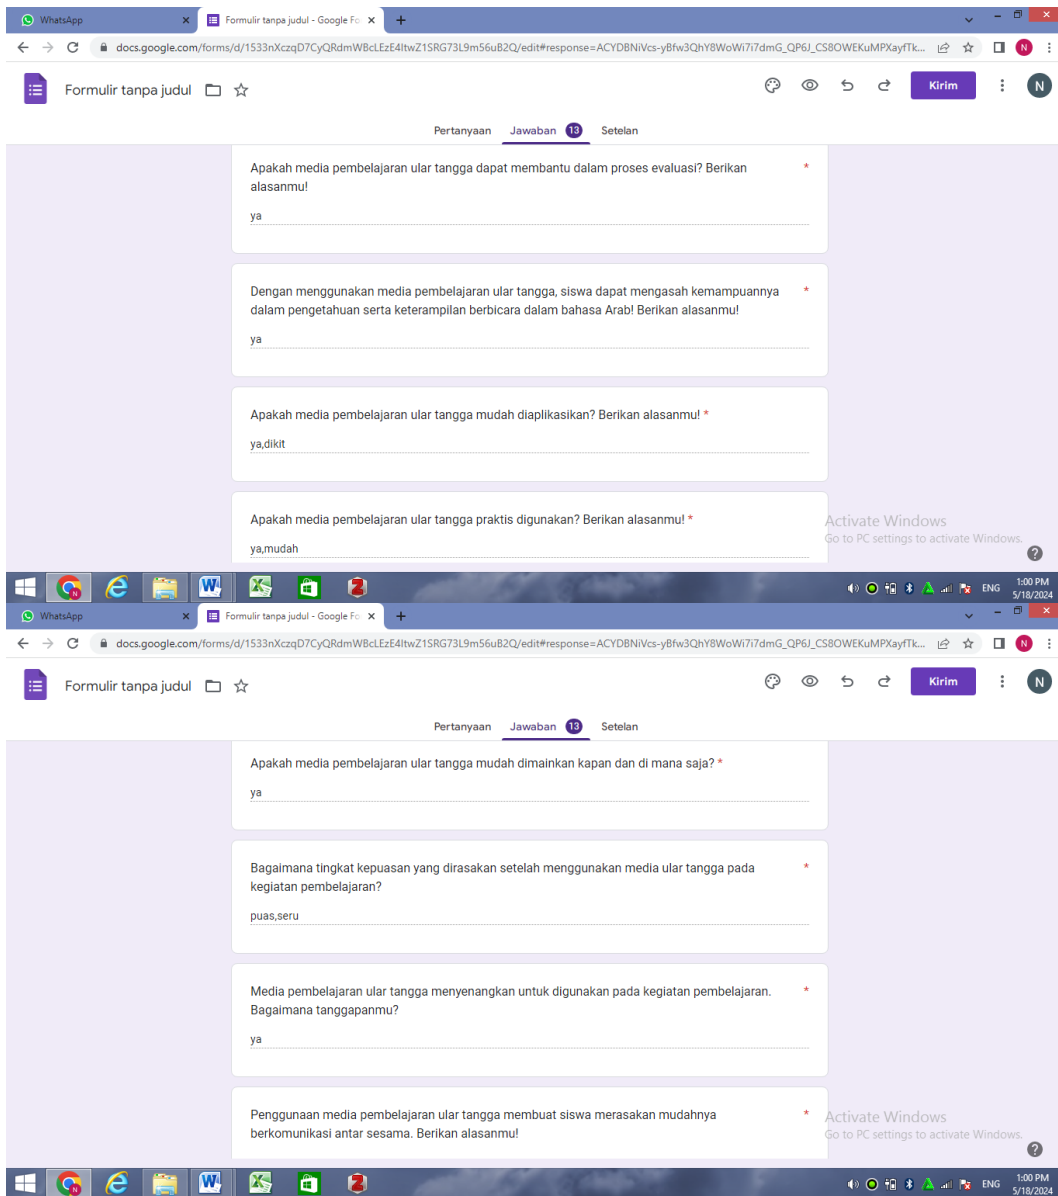 WhatsApp
Formulir tanpa judul - Google Fo
docs.google.com/forms/d/1533nXczqD7CyQRdmWBcLEzE4ItwZ1SRG73L9m56uB2Q/edit#response=ACYDBNiVcs-yBfw3QhY8WoWi7i7dmG_QP6J_CS8OWEKuMPXayfTk...
N
Formulir tanpa judul
Kirim
N
Pertanyaan Jawaban 13 Setelan
Apakah media pembelajaran ular tangga dapat membantu dalam proses evaluasi? Berikan *
alasanmu!
ya
Dengan menggunakan media pembelajaran ular tangga, siswa dapat mengasah kemampuannya *
dalam pengetahuan serta keterampilan berbicara dalam bahasa Arab! Berikan alasanmu!
ya
Apakah media pembelajaran ular tangga mudah diaplikasikan? Berikan alasanmu! *
ya,dikit
Apakah media pembelajaran ular tangga praktis digunakan? Berikan alasanmu! *
ya,mudah
Activate Windows
Go to PC settings to activate Windows.
ENG
1:00 PM
5/18/2024
WhatsApp
Formulir tanpa judul - Google Fo
docs.google.com/forms/d/1533nXczqD7CyQRdmWBcLEzE4ItwZ1SRG73L9m56uB2Q/edit#response=ACYDBNiVcs-yBfw3QhY8WoWi7i7dmG_QP6J_CS8OWEKuMPXayfTk...
N
Formulir tanpa judul
Kirim
N
Pertanyaan Jawaban 13 Setelan
Apakah media pembelajaran ular tangga mudah dimainkan kapan dan di mana saja? *
ya
Bagaimana tingkat kepuasan yang dirasakan setelah menggunakan media ular tangga pada *
kegiatan pembelajaran?
puas,seru
Media pembelajaran ular tangga menyenangkan untuk digunakan pada kegiatan pembelajaran. *
Bagaimana tanggapanmu?
ya
Penggunaan media pembelajaran ular tangga membuat siswa merasakan mudahnya *
berkomunikasi antar sesama. Berikan alasanmu!
Activate Windows
Go to PC settings to activate Windows.
ENG
1:00 PM
5/18/2024